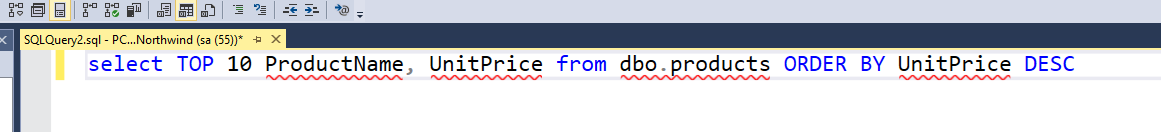 SQLQuery2.sql - PC...Northwind (sa (55))*
select TOP 10 ProductName, UnitPrice from dbo.products ORDER BY UnitPrice DESC